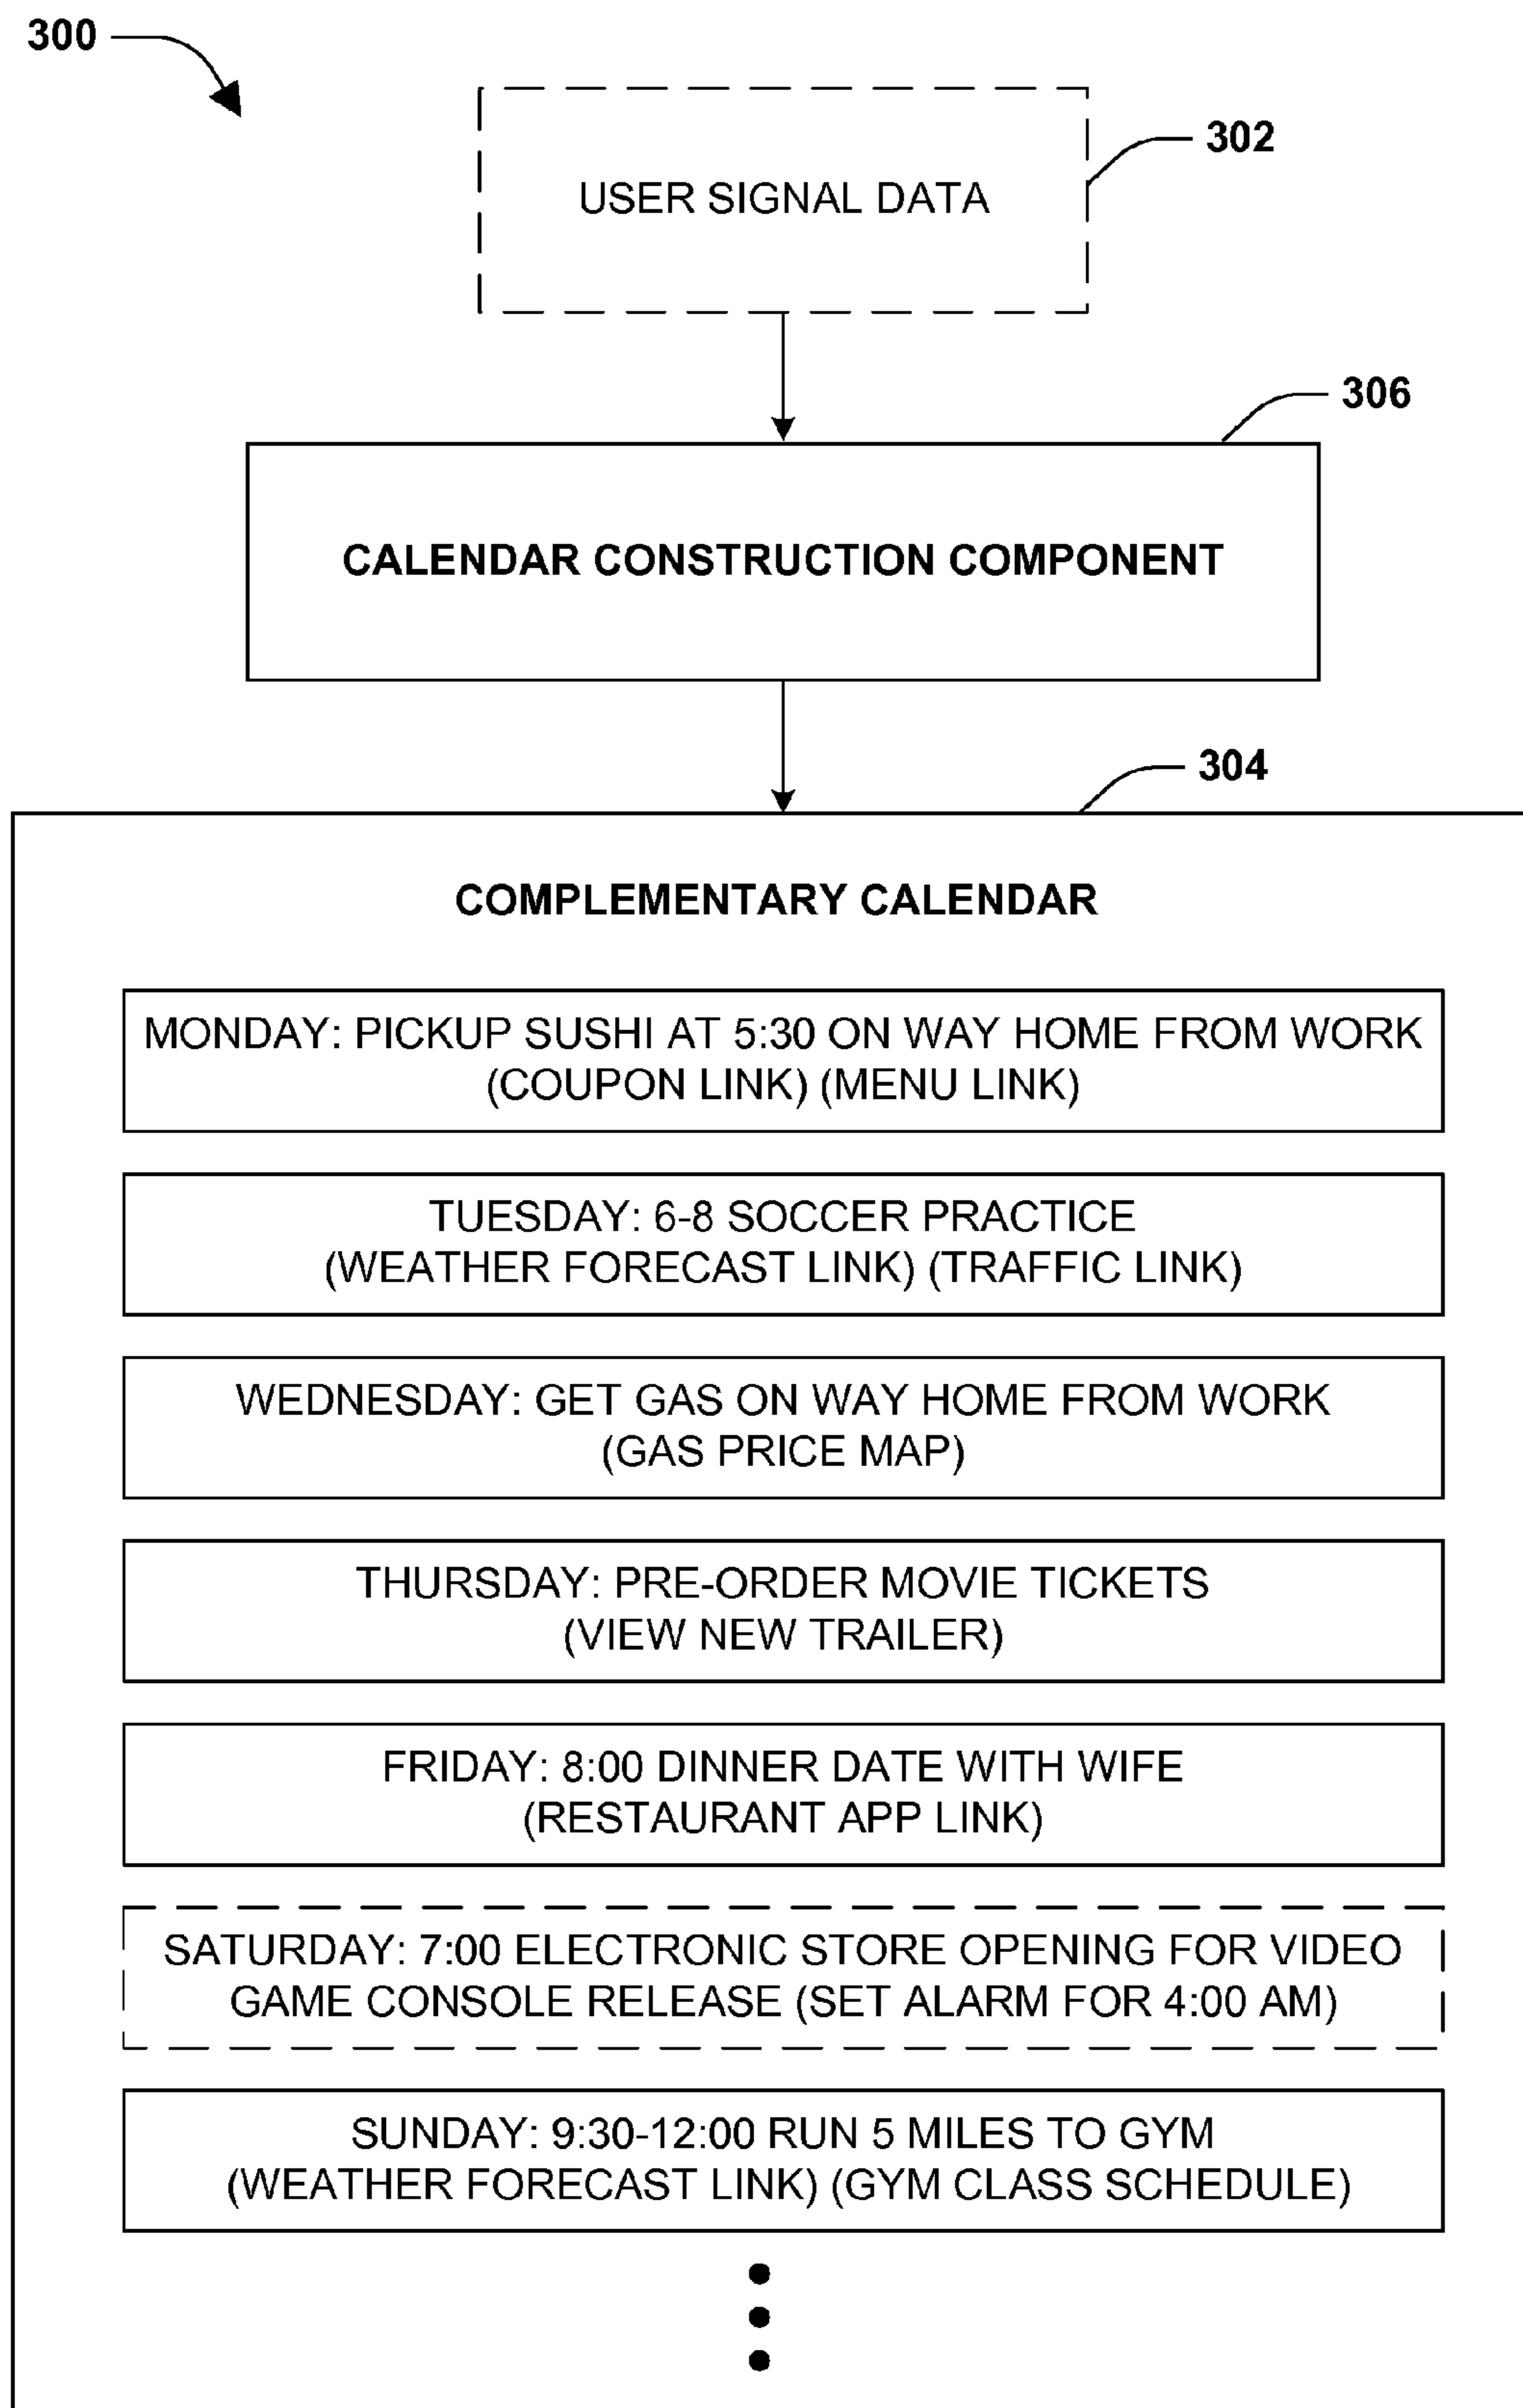 300
302
USER SIGNAL DATA
306
CALENDAR CONSTRUCTION COMPONENT
304
COMPLEMENTARY CALENDAR
MONDAY: PICKUP SUSHI AT 5:30 ON WAY HOME FROM WORK
(COUPON LINK) (MENU LINK)
TUESDAY: 6-8 SOCCER PRACTICE
(WEATHER FORECAST LINK) (TRAFFIC LINK)
WEDNESDAY: GET GAS ON WAY HOME FROM WORK
(GAS PRICE MAP)
THURSDAY: PRE-ORDER MOVIE TICKETS
(VIEW NEW TRAILER)
FRIDAY: 8:00 DINNER DATE WITH WIFE
(RESTAURANT APP LINK)
SATURDAY: 7:00 ELECTRONIC STORE OPENING FOR VIDEO
GAME CONSOLE RELEASE (SET ALARM FOR 4:00 AM)
SUNDAY: 9:30-12:00 RUN 5 MILES TO GYM
(WEATHER FORECAST LINK) (GYM CLASS SCHEDULE)